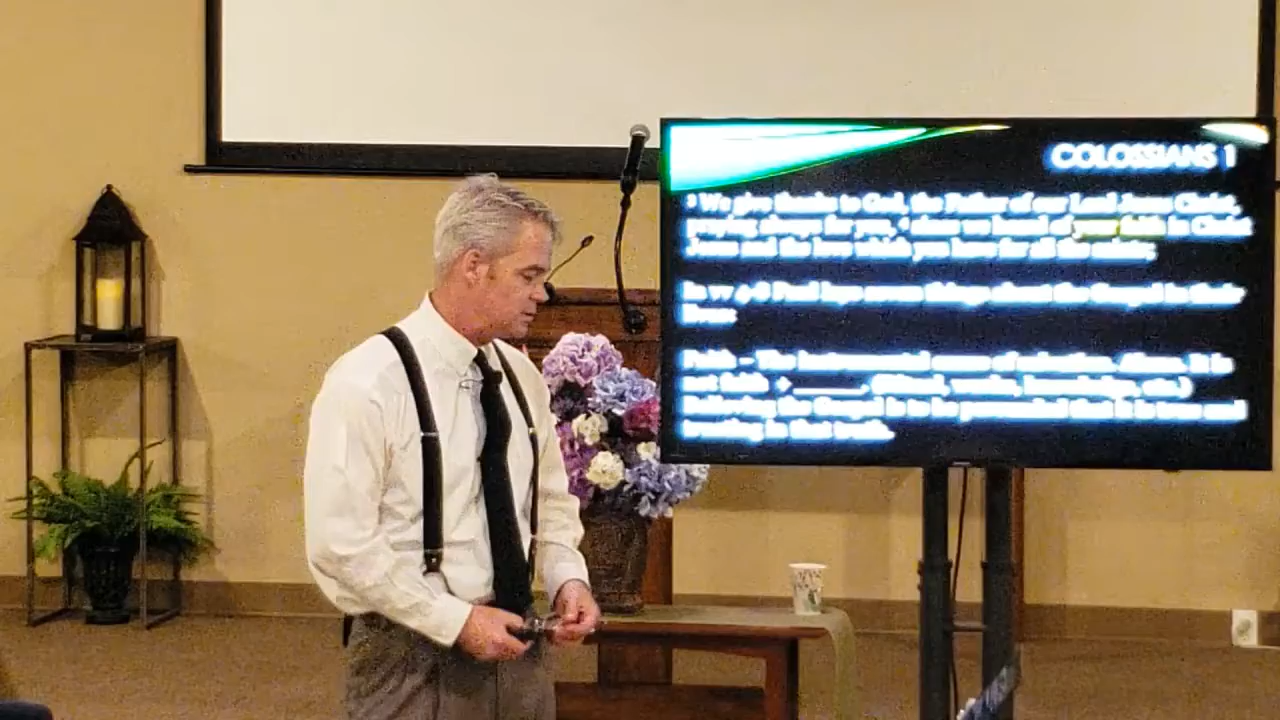 COLOSSIANS 1
³ We give thanks to God, the Father of our Lord Jesus Christ,
praying always for you, ⁴ since we heard of your faith in Christ
Jesus and the love which you have for all the saints;
In vv 4-8 Paul lays some things about the Gospel in their
Faith - The instrumental cause of salvation. Alone. It is
not faith + ______ (Ritual, works, knowledge, etc.)
Believing the Gospel is to be persuaded that it is true and
trusting in that truth.